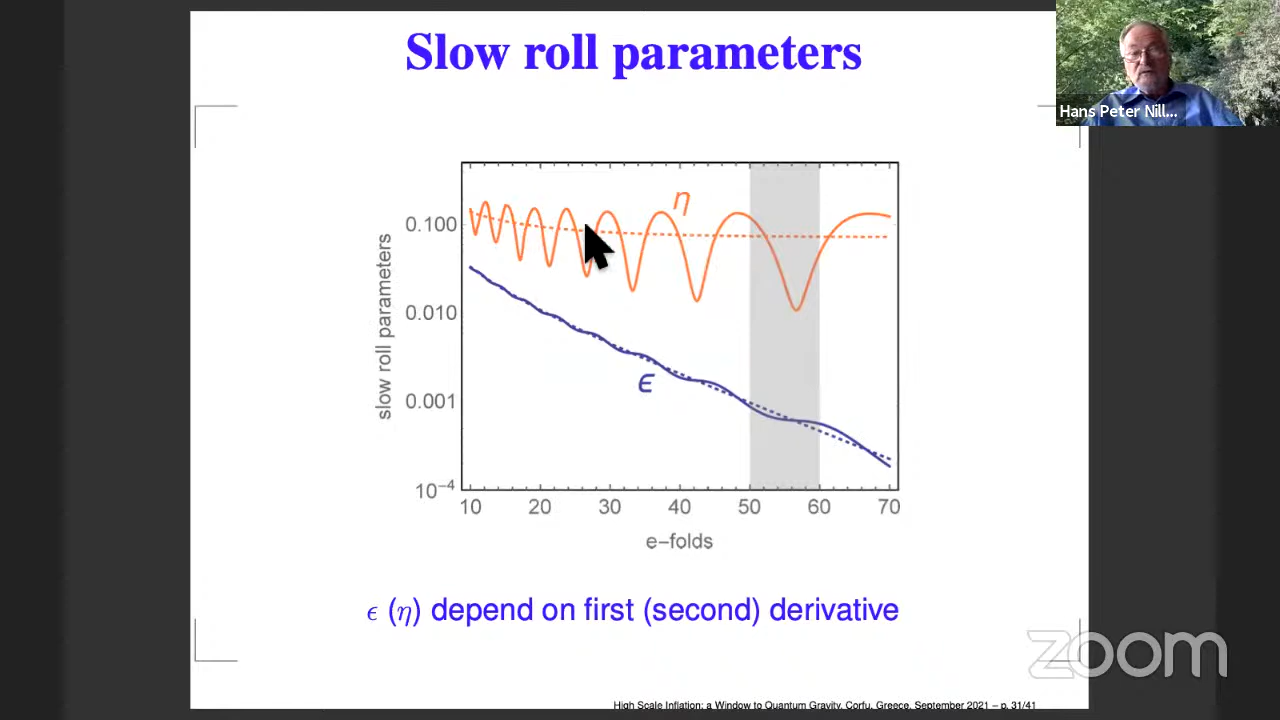 Slow roll parameters
Hans Peter Nill...
η
0.100
0.010
0.001
10⁻⁴
slow roll parameters
ϵ
10 20 30 40 50 60 70
e-folds
ϵ (η) depend on first (second) derivative
zoom
High Scale Inflation; a Window to Quantum Gravity, Corfu, Greece, September 2021 – p. 31/41